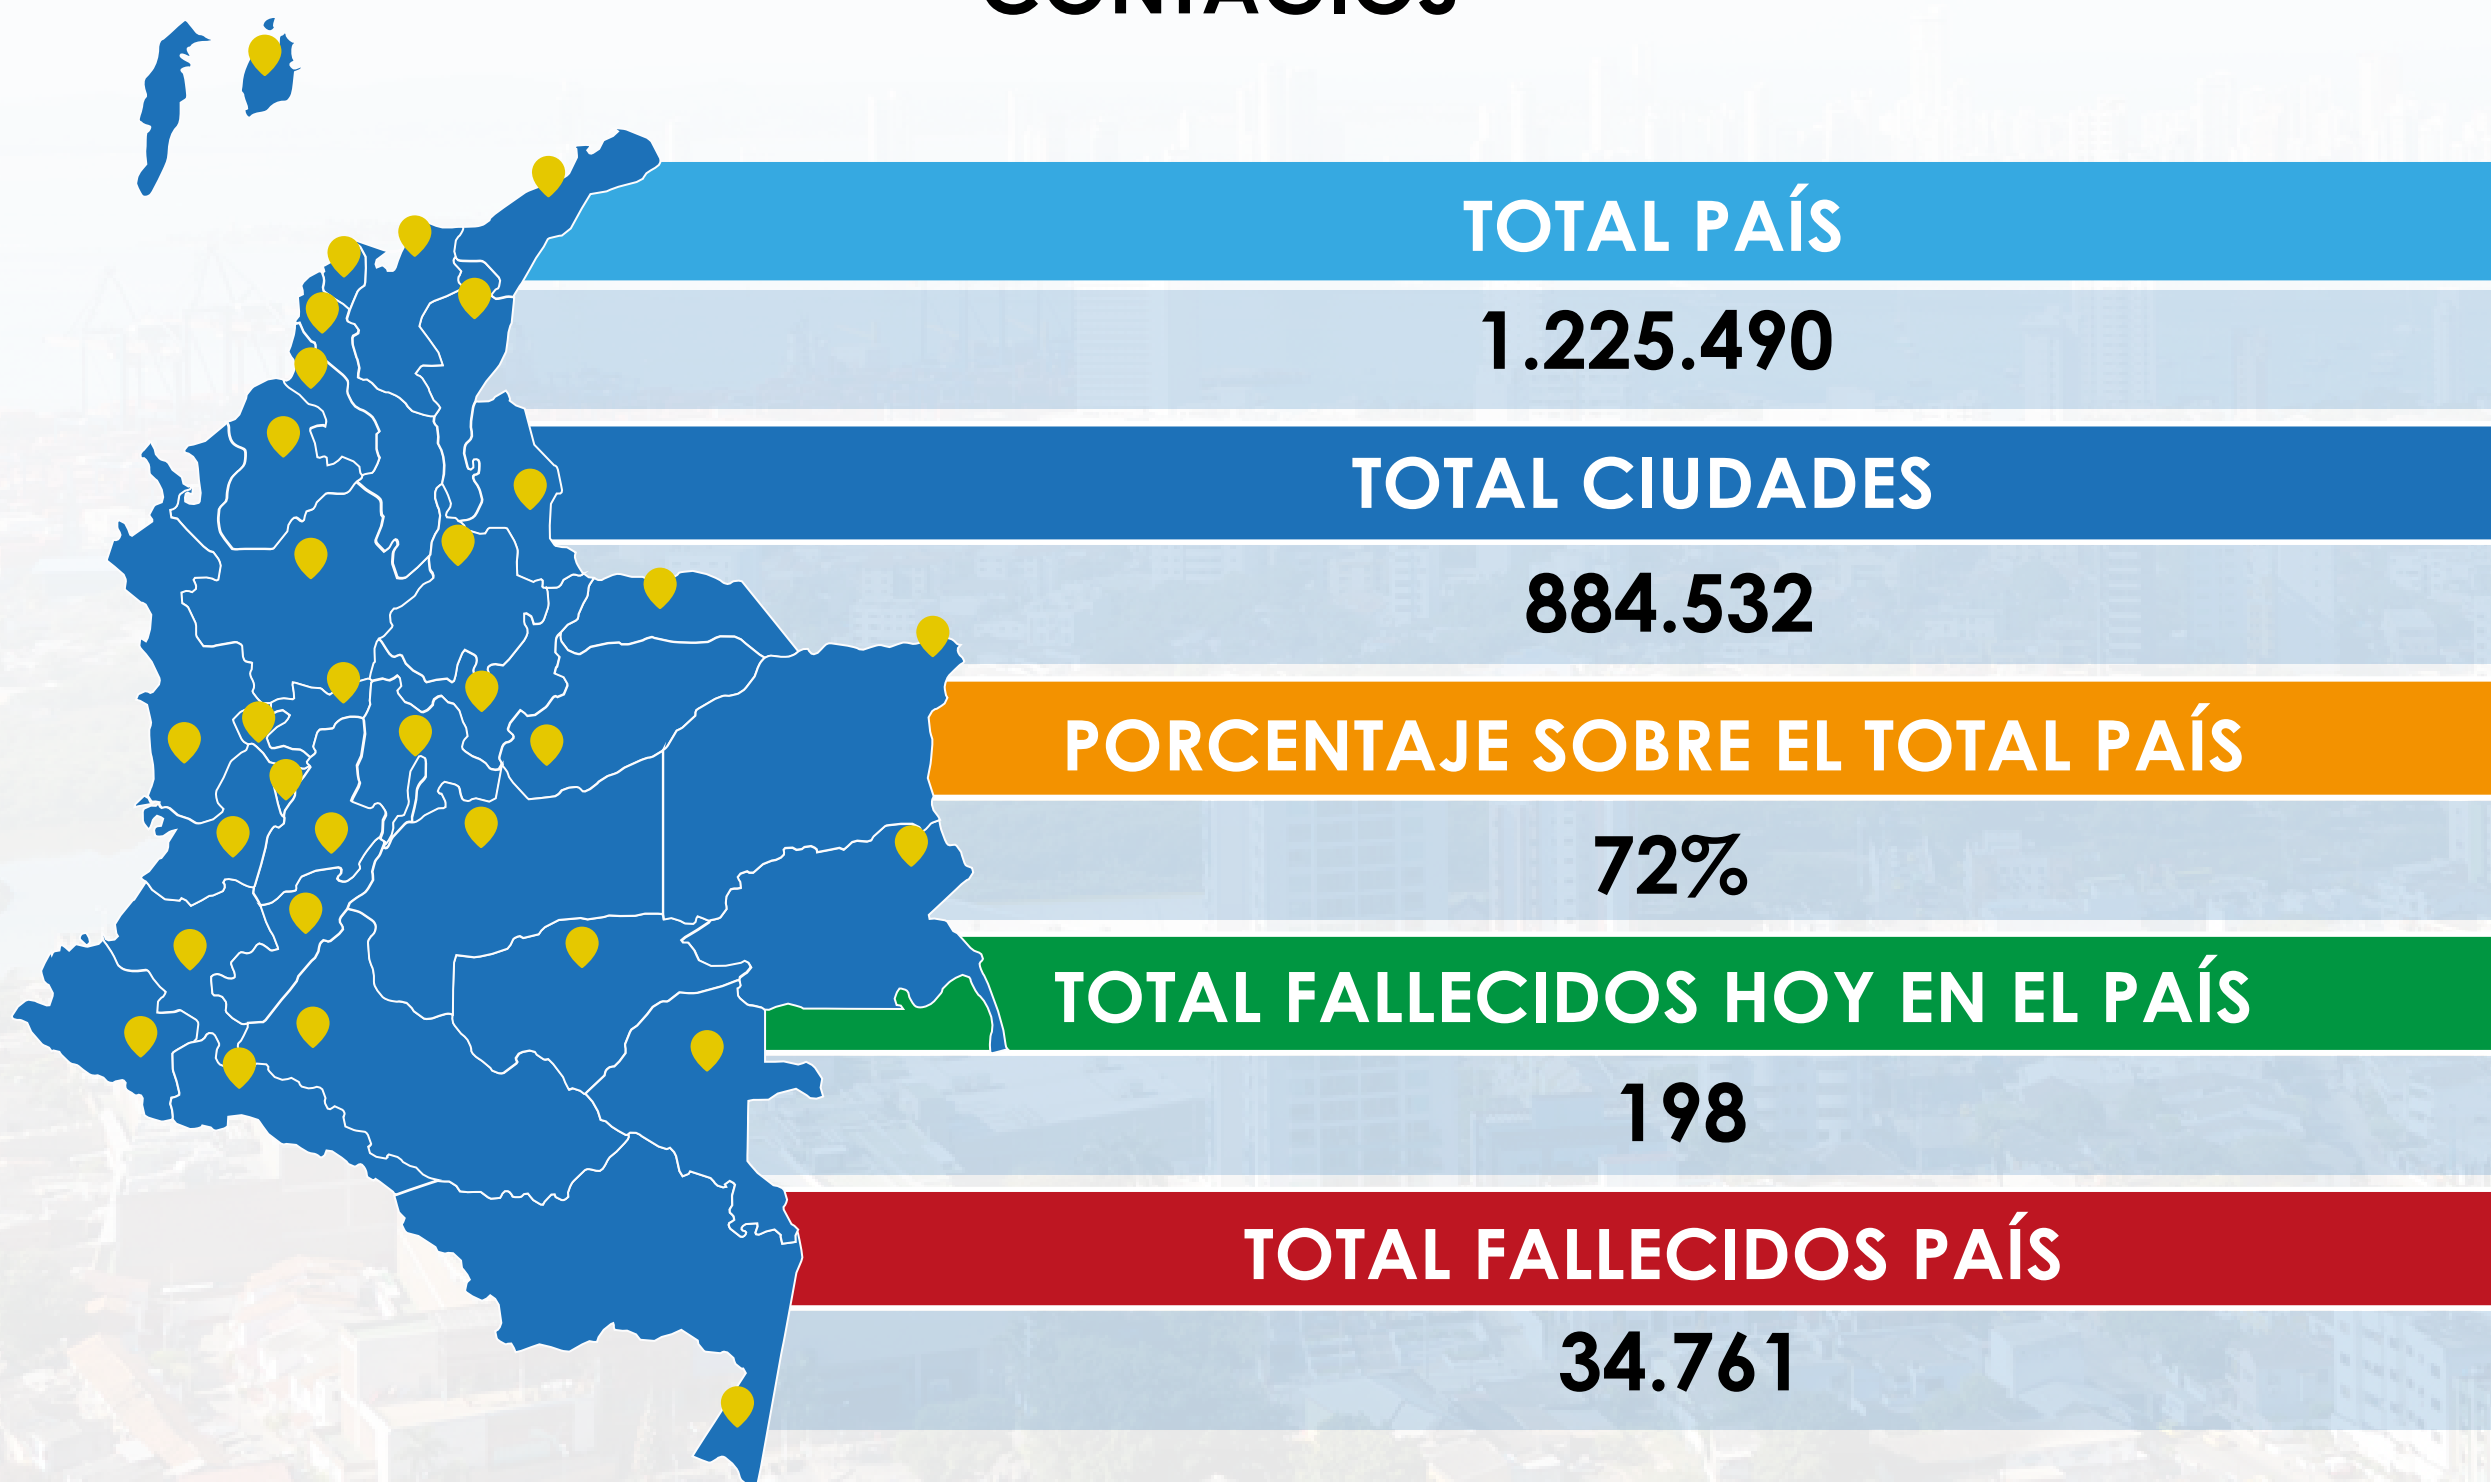 CONTAGIOS
TOTAL PAÍS
1.225.490
TOTAL CIUDADES
884.532
PORCENTAJE SOBRE EL TOTAL PAÍS
72%
TOTAL FALLECIDOS HOY EN EL PAÍS
198
TOTAL FALLECIDOS PAÍS
34.761